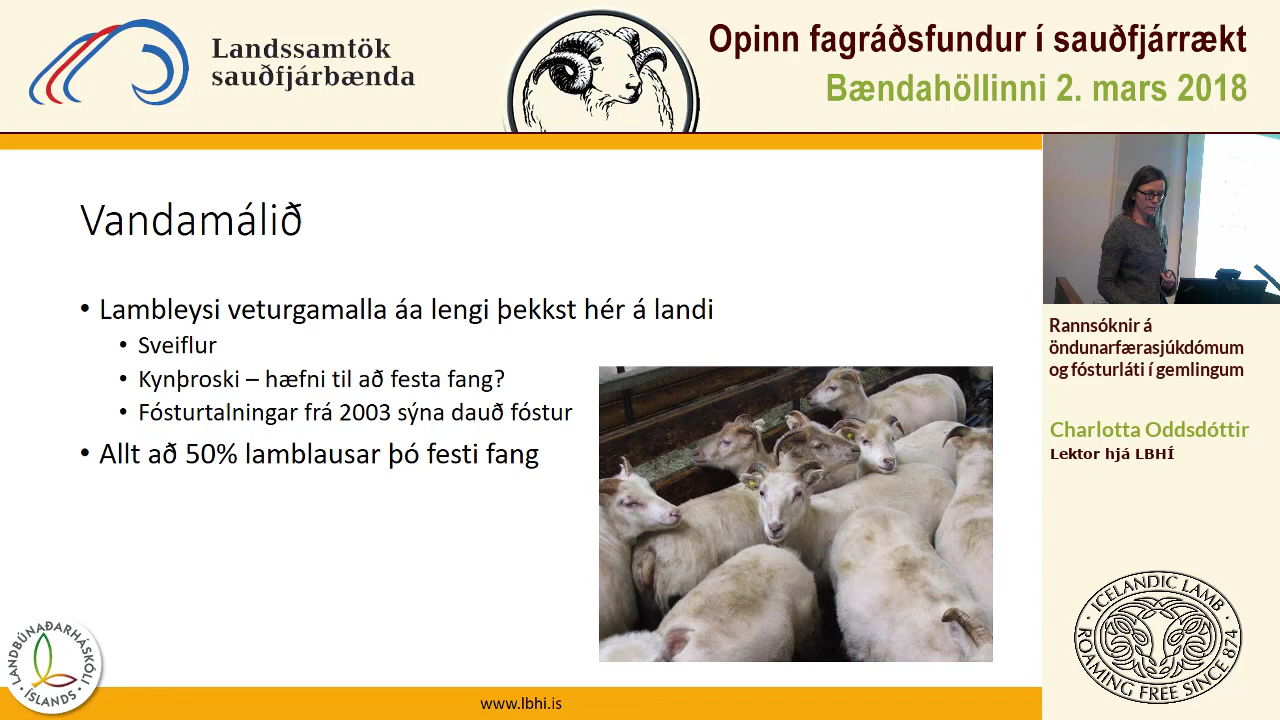 Landssamtök
sauðfjárbænda
Opinn fagráðsfundur í sauðfjárrækt
Bændahöllinni 2. mars 2018
Vandamálið
• Lambleysi veturgamalla áa lengi þekkst hér á landi
• Sveiflur
• Kynþroski – hæfni til að festa fang?
• Fósturtalningar frá 2003 sýna dauð fóstur
• Allt að 50% lamblausar þó festi fang
Rannsóknir á
öndunarfærasjúkdómum
og fósturláti í gemlingum
Charlotta Oddsdóttir
Lektor hjá LBHÍ
LANDBÚNAÐARHÁSKÓLI
· ÍSLANDS ·
www.lbhi.is
· ICELANDIC LAMB ·
ROAMING FREE SINCE 874